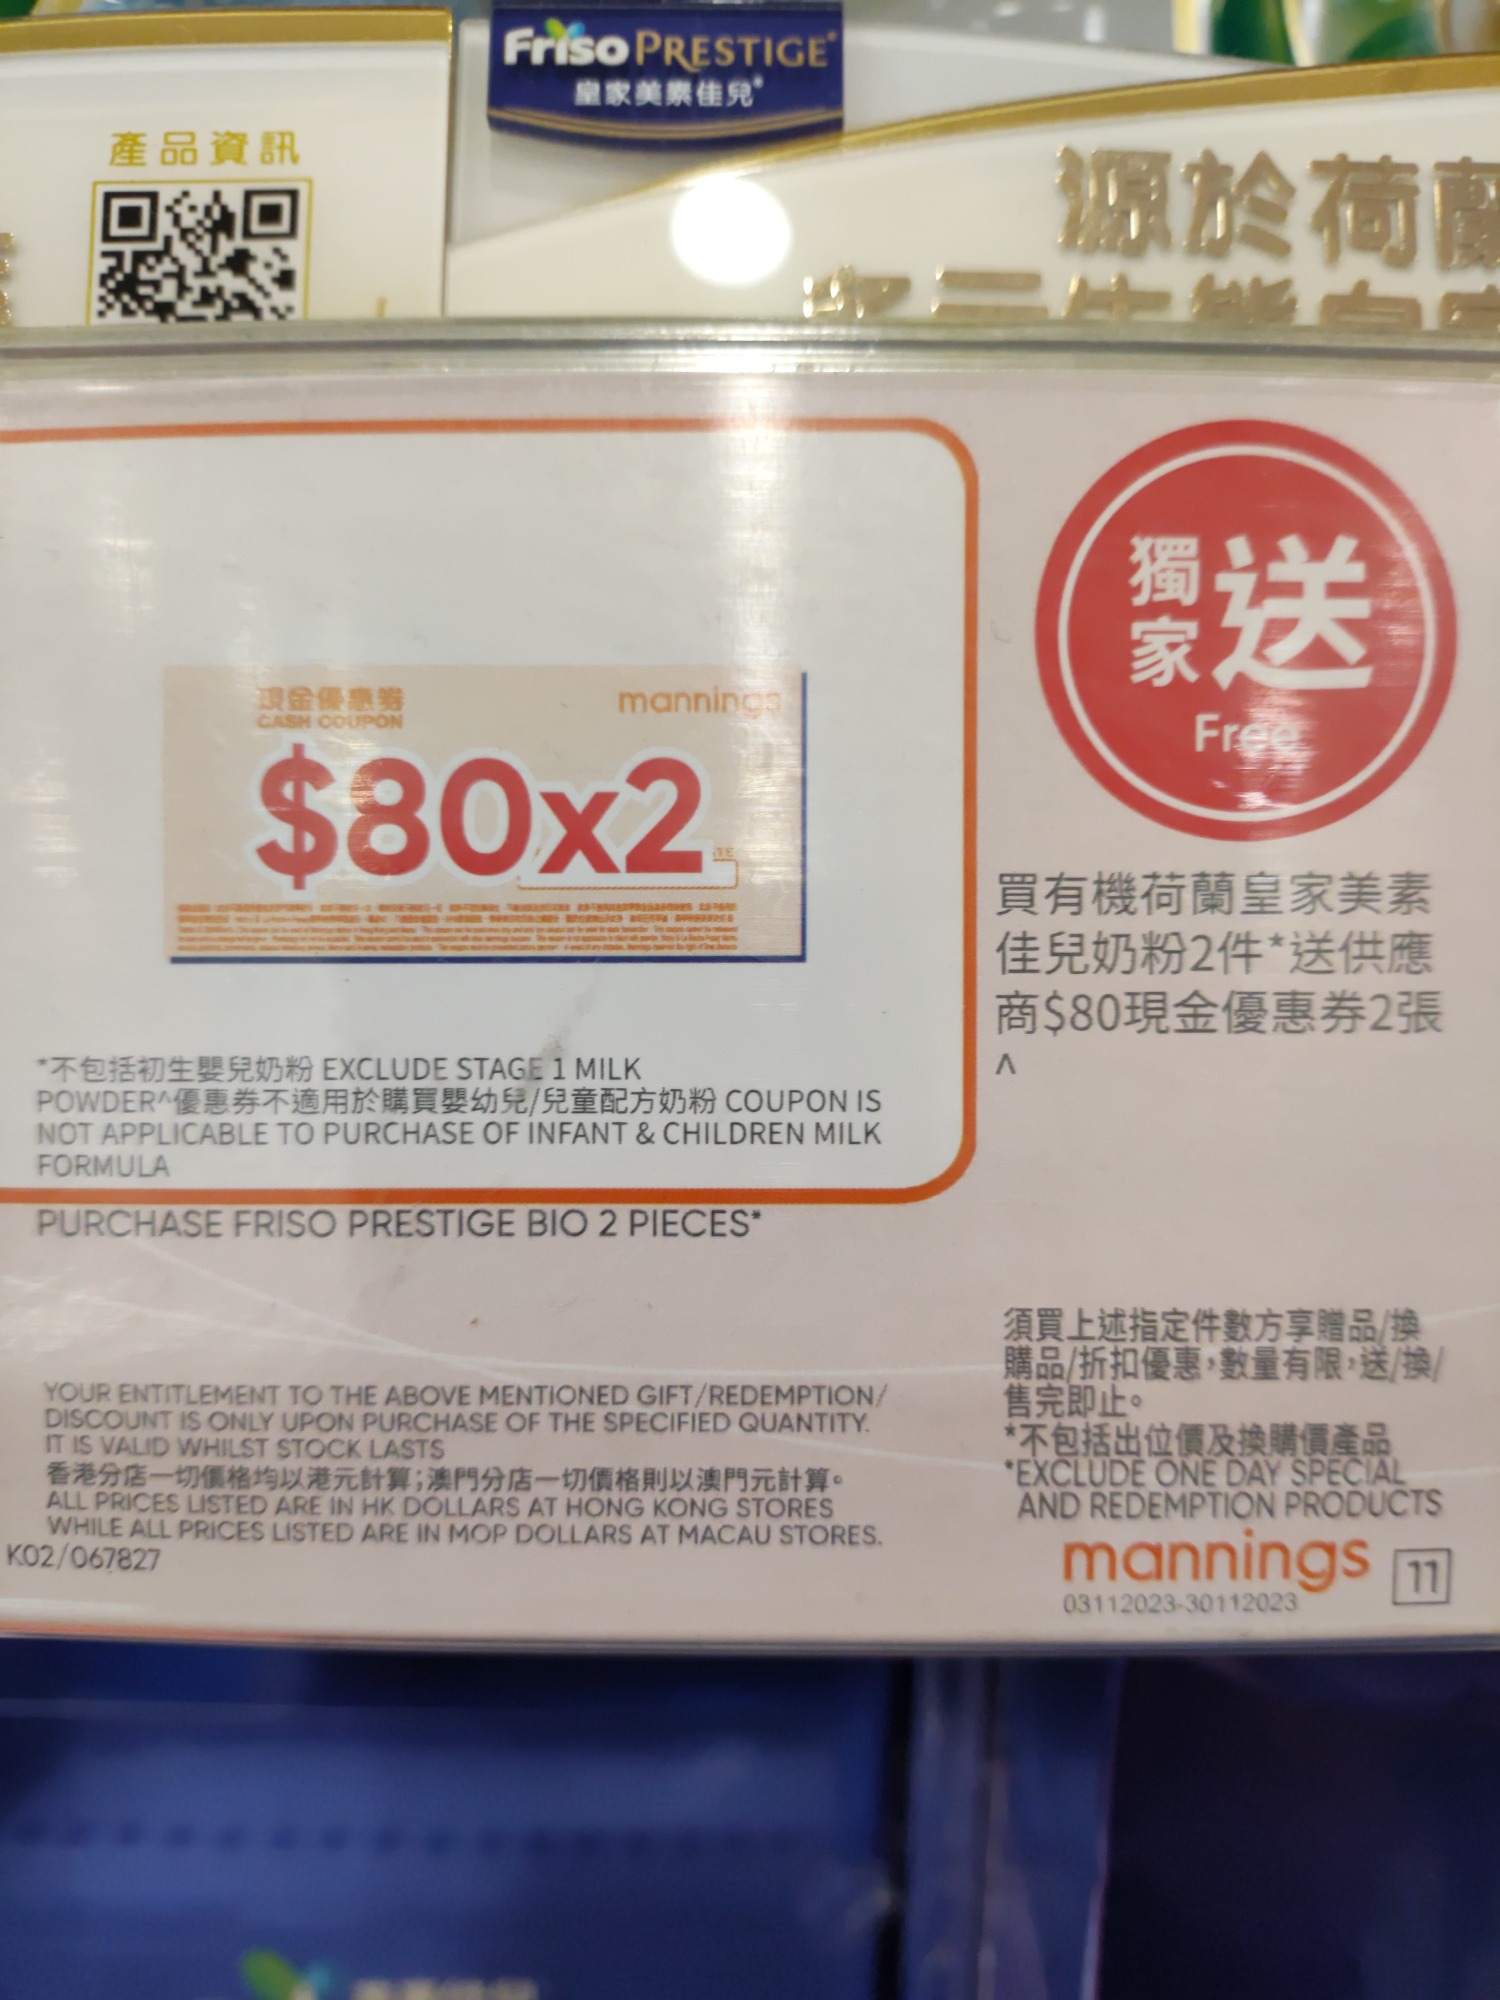 Friso PRESTIGE
皇家美素佳兒
產品資訊
源於荷蘭
獨家送
Free
現金優惠券
CASH COUPON
mannings
$80x2
買有機荷蘭皇家美素
佳兒奶粉2件*送供應
商$80現金優惠券2張
^
*不包括初生嬰兒奶粉 EXCLUDE STAGE 1 MILK
POWDER^優惠券不適用於購買嬰幼兒/兒童配方奶粉 COUPON IS
NOT APPLICABLE TO PURCHASE OF INFANT & CHILDREN MILK
FORMULA
PURCHASE FRISO PRESTIGE BIO 2 PIECES*
須買上述指定件數方享贈品/換
購品/折扣優惠，數量有限，送/換/
售完即止。
*不包括出位價及換購價產品
*EXCLUDE ONE DAY SPECIAL
AND REDEMPTION PRODUCTS
YOUR ENTITLEMENT TO THE ABOVE MENTIONED GIFT/REDEMPTION/
DISCOUNT IS ONLY UPON PURCHASE OF THE SPECIFIED QUANTITY.
IT IS VALID WHILST STOCK LASTS
香港分店一切價格均以港元計算；澳門分店一切價格則以澳門元計算。
ALL PRICES LISTED ARE IN HK DOLLARS AT HONG KONG STORES
WHILE ALL PRICES LISTED ARE IN MOP DOLLARS AT MACAU STORES.
K02/067827
mannings
11
03112023-30112023